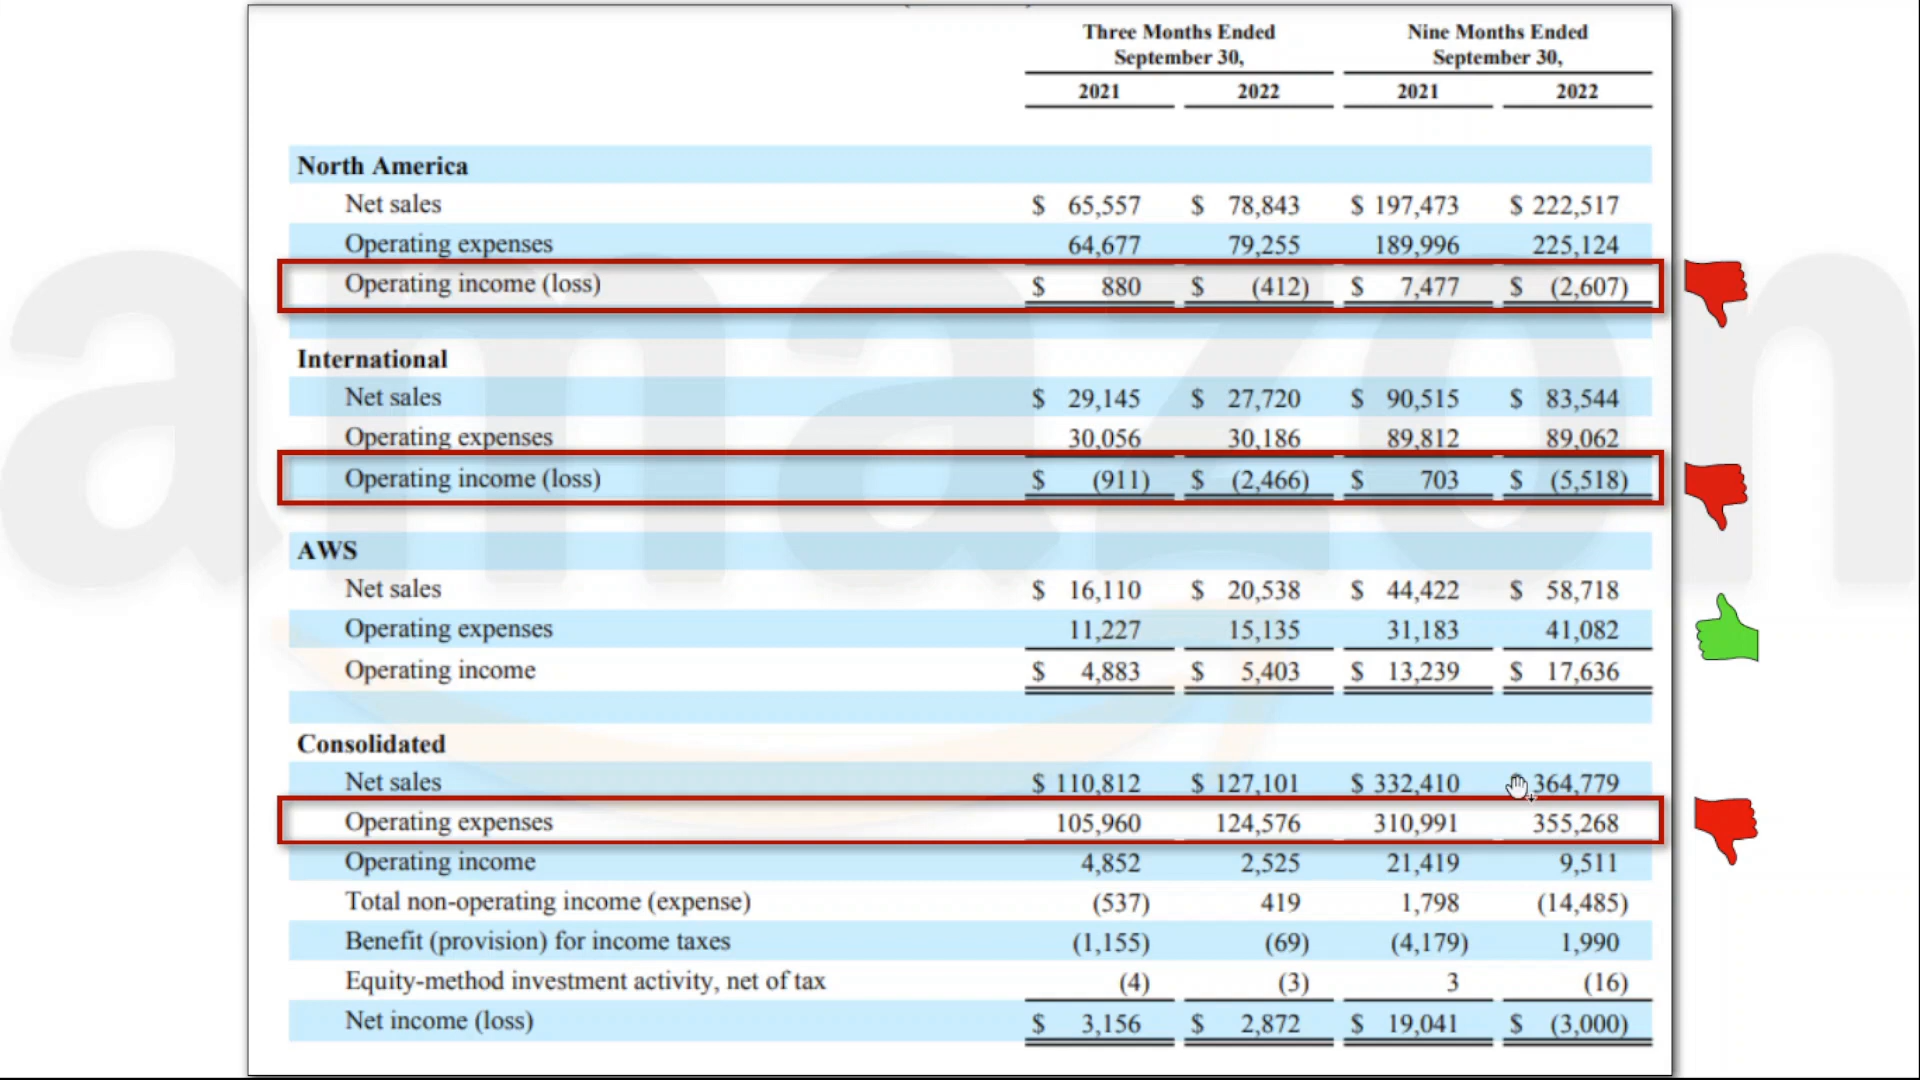 Three Months Ended Nine Months Ended
September 30, September 30,
2021 2022 2021 2022
North America
Net sales $ 65,557 $ 78,843 $ 197,473 $ 222,517
Operating expenses 64,677 79,255 189,996 225,124
Operating income (loss) $ 880 $ (412) $ 7,477 $ (2,607)
International
Net sales $ 29,145 $ 27,720 $ 90,515 $ 83,544
Operating expenses 30,056 30,186 89,812 89,062
Operating income (loss) $ (911) $ (2,466) $ 703 $ (5,518)
amazon
AWS
Net sales $ 16,110 $ 20,538 $ 44,422 $ 58,718
Operating expenses 11,227 15,135 31,183 41,082
Operating income $ 4,883 $ 5,403 $ 13,239 $ 17,636
Consolidated
Net sales $ 110,812 $ 127,101 $ 332,410 364,779
Operating expenses 105,960 124,576 310,991 355,268
Operating income 4,852 2,525 21,419 9,511
Total non-operating income (expense) (537) 419 1,798 (14,485)
Benefit (provision) for income taxes (1,155) (69) (4,179) 1,990
Equity-method investment activity, net of tax (4) (3) 3 (16)
Net income (loss) $ 3,156 $ 2,872 $ 19,041 $ (3,000)